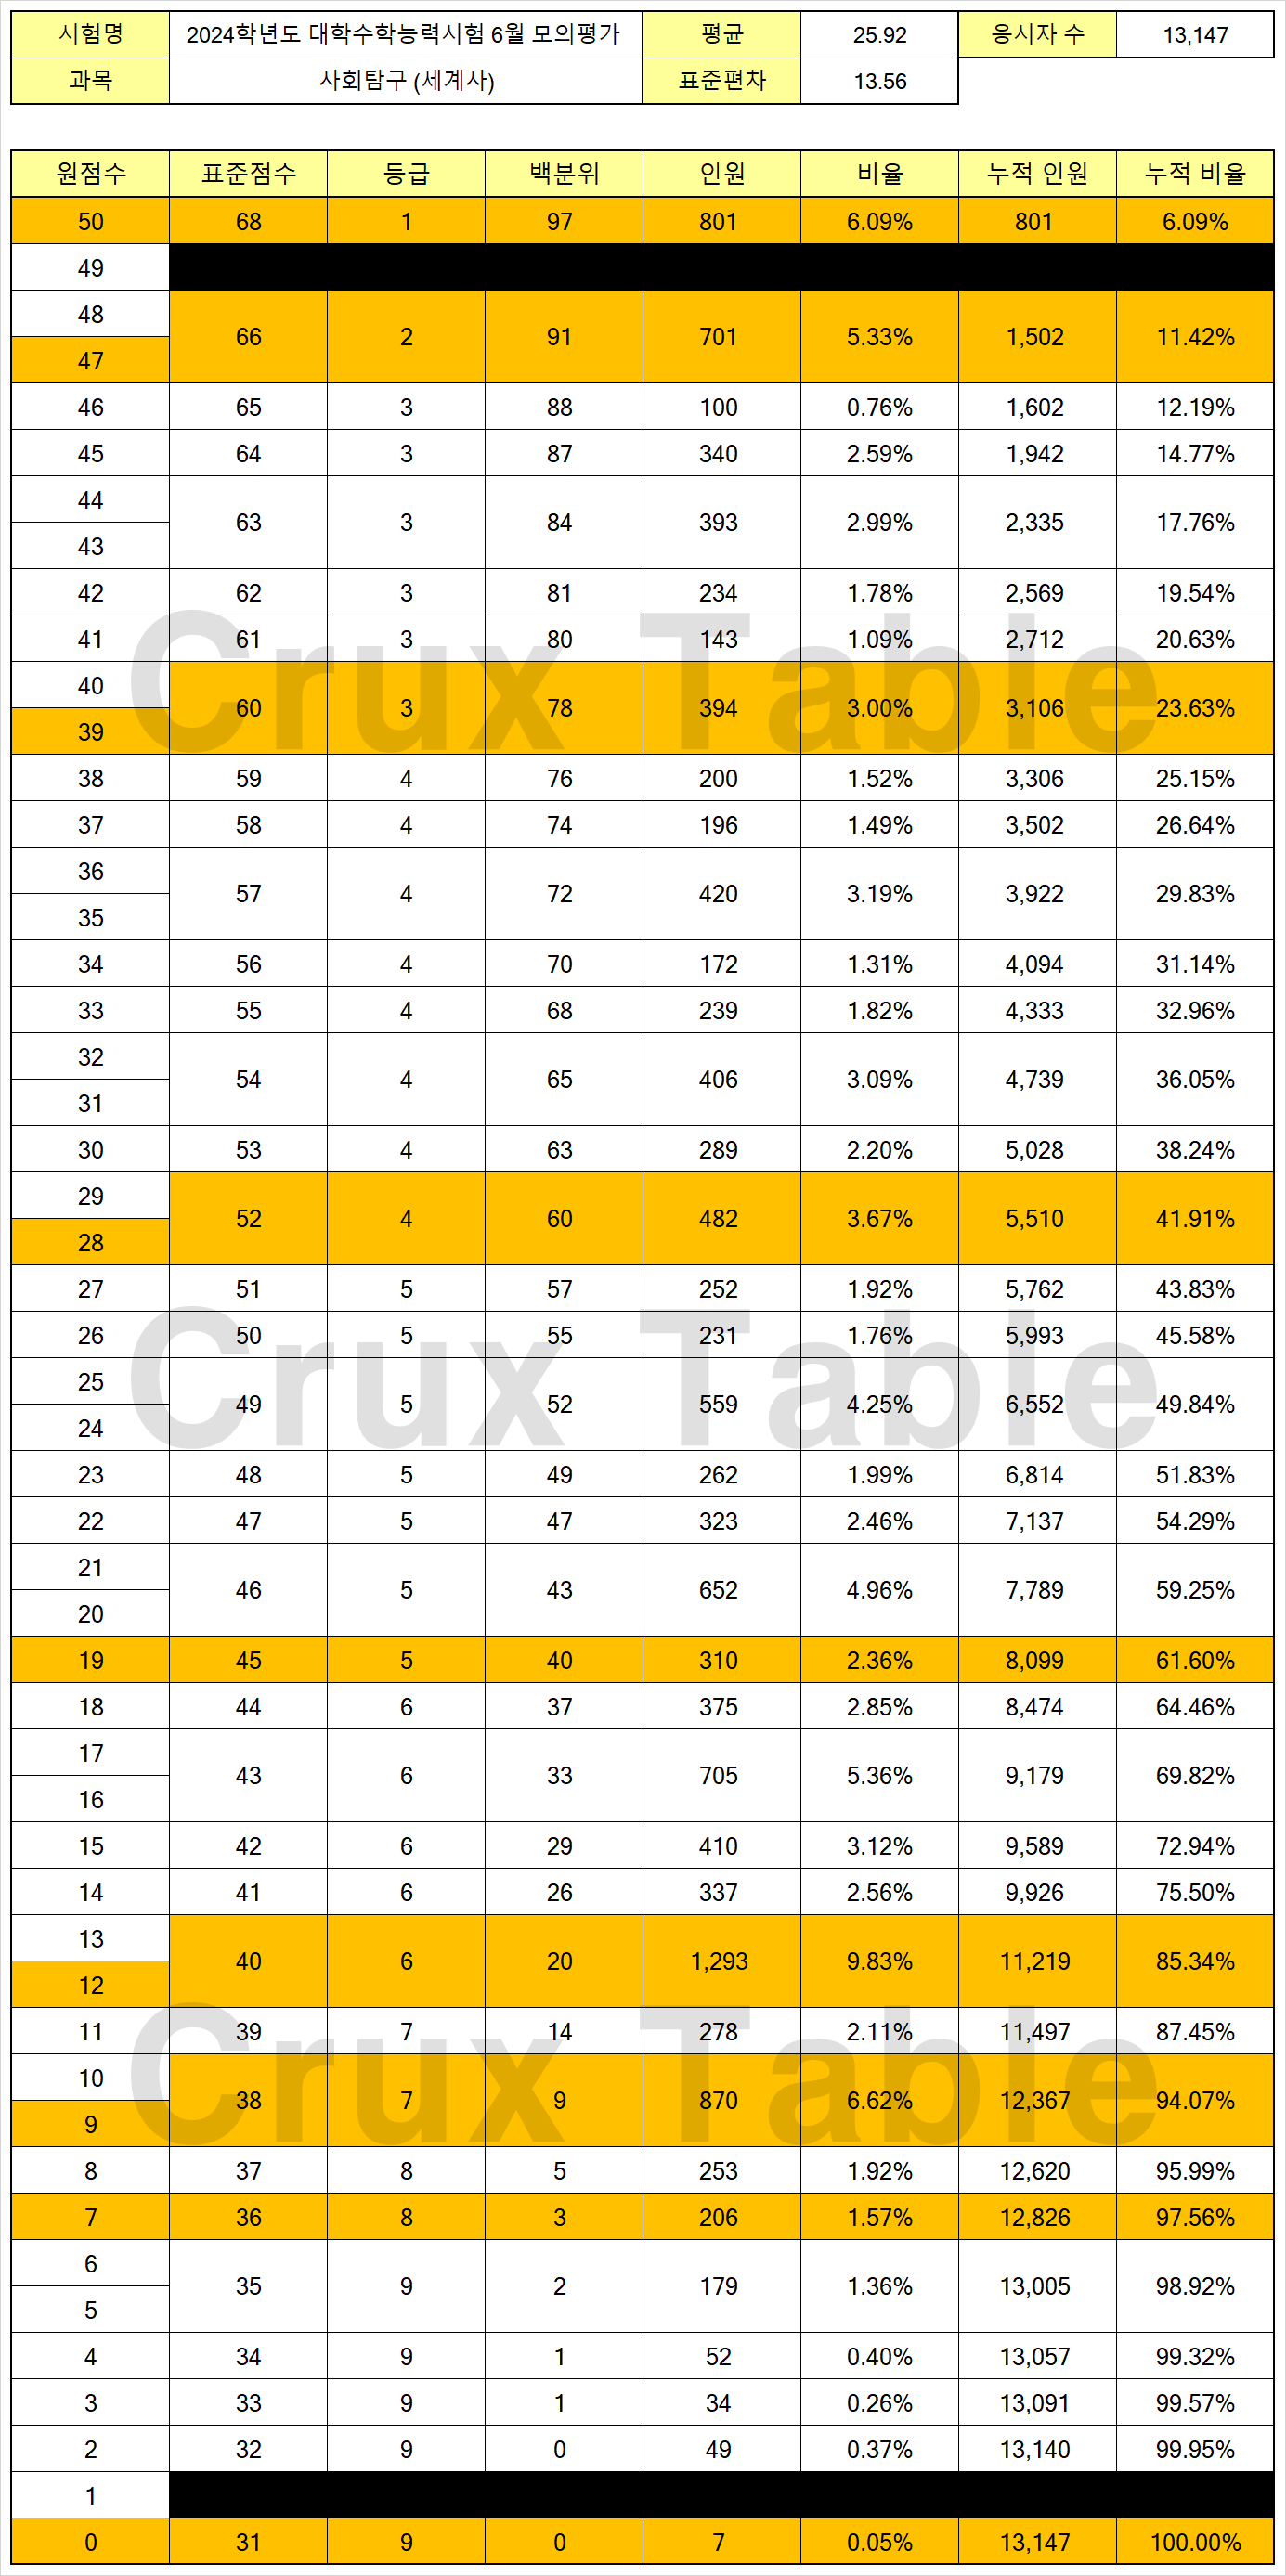 시험명 2024학년도 대학수학능력시험 6월 모의평가 평균 25.92 응시자 수 13,147
과목 사회탐구 (세계사) 표준편차 13.56
원점수 표준점수 등급 백분위 인원 비율 누적 인원 누적 비율
50 68 1 97 801 6.09% 801 6.09%
49
48
66 2 91 701 5.33% 1,502 11.42%
47
46 65 3 88 100 0.76% 1,602 12.19%
45 64 3 87 340 2.59% 1,942 14.77%
44
63 3 84 393 2.99% 2,335 17.76%
43
42 62 3 81 234 1.78% 2,569 19.54%
41 61 3 80 143 1.09% 2,712 20.63%
Crux Table
40
60 3 78 394 3.00% 3,106 23.63%
39
38 59 4 76 200 1.52% 3,306 25.15%
37 58 4 74 196 1.49% 3,502 26.64%
36
57 4 72 420 3.19% 3,922 29.83%
35
34 56 4 70 172 1.31% 4,094 31.14%
33 55 4 68 239 1.82% 4,333 32.96%
32
54 4 65 406 3.09% 4,739 36.05%
31
30 53 4 63 289 2.20% 5,028 38.24%
29
52 4 60 482 3.67% 5,510 41.91%
28
27 51 5 57 252 1.92% 5,762 43.83%
26 50 5 55 231 1.76% 5,993 45.58%
Crux Table
25
49 5 52 559 4.25% 6,552 49.84%
24
23 48 5 49 262 1.99% 6,814 51.83%
22 47 5 47 323 2.46% 7,137 54.29%
21
46 5 43 652 4.96% 7,789 59.25%
20
19 45 5 40 310 2.36% 8,099 61.60%
18 44 6 37 375 2.85% 8,474 64.46%
17
43 6 33 705 5.36% 9,179 69.82%
16
15 42 6 29 410 3.12% 9,589 72.94%
14 41 6 26 337 2.56% 9,926 75.50%
13
40 6 20 1,293 9.83% 11,219 85.34%
12
11 39 7 14 278 2.11% 11,497 87.45%
Crux Table
10
38 7 9 870 6.62% 12,367 94.07%
9
8 37 8 5 253 1.92% 12,620 95.99%
7 36 8 3 206 1.57% 12,826 97.56%
6
35 9 2 179 1.36% 13,005 98.92%
5
4 34 9 1 52 0.40% 13,057 99.32%
3 33 9 1 34 0.26% 13,091 99.57%
2 32 9 0 49 0.37% 13,140 99.95%
1
0 31 9 0 7 0.05% 13,147 100.00%